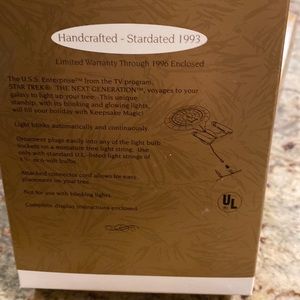 Handcrafted - Stardated 1993
Limited Warranty Through 1996 Enclosed
The U.S.S. Enterprise™ from the TV program,
STAR TREK®: THE NEXT GENERATION™, voyages to your
galaxy to light up your tree. This unique
starship, with its blinking and glowing lights,
will fill your holiday with Keepsake Magic!
Light blinks automatically and continuously.
Ornament plugs easily into any of the light bulb
sockets on a miniature tree light string. Use
only with standard U.L.-listed light strings of
volt bulbs.
Attached connector cord allows for easy
placement on your tree.
Not for use with blinking lights.
Complete display instructions enclosed.
UL